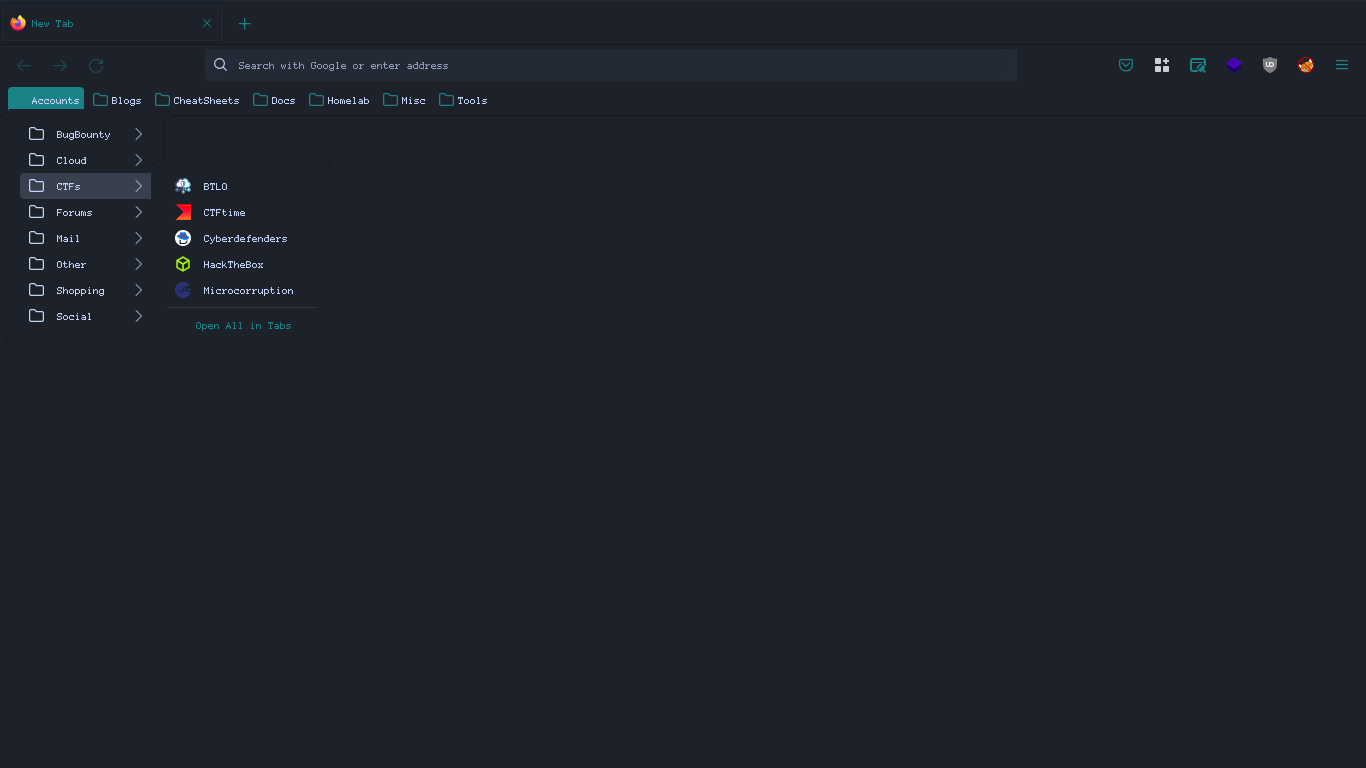 New Tab
Search with Google or enter address
Accounts Blogs CheatSheets Docs Homelab Misc Tools
BugBounty
Cloud
CTFs
Forums
Mail
Other
Shopping
Social
BTLO
CTFtime
Cyberdefenders
HackTheBox
Microcorruption
Open All in Tabs